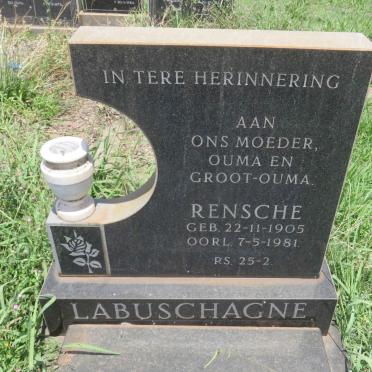 IN TERE HERINNERING
AAN
ONS MOEDER,
OUMA EN
GROOT-OUMA.
RENSCHE
GEB. 22-11-1905
OORL. 7-5-1981
PS. 25-2.
LABUSCHAGNE